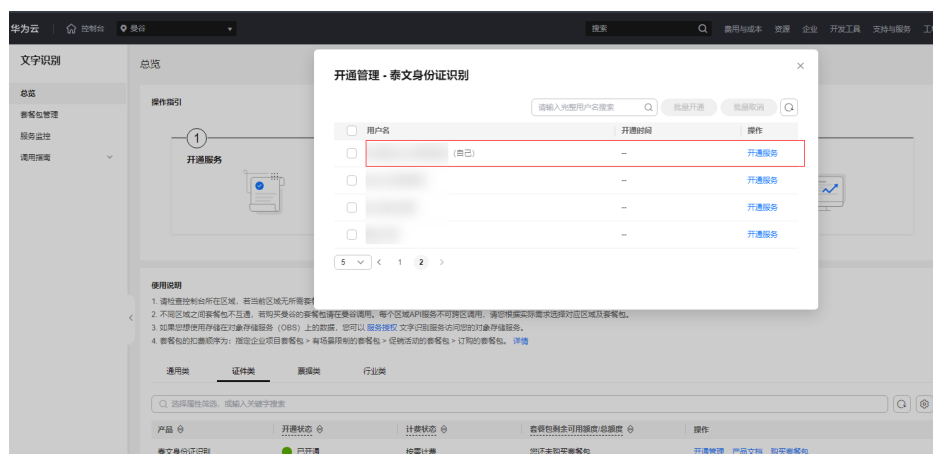 华为云 控制台 曼谷 搜索 费用与成本 资源 企业 开发工具 支持与服务
文字识别
总览
套餐包管理
服务监控
调用指南
总览
操作指引
1
开通服务
开通管理 - 泰文身份证识别
请输入完整用户名搜索 批量开通 批量取消
用户名 开通时间 操作
(自己) -- 开通服务
-- 开通服务
-- 开通服务
-- 开通服务
5 < 1 2 >
使用说明
1. 请检查控制台所在区域，若当前区域无所需套
2. 不同区域之间套餐包不互通，若购买曼谷的套餐包请在曼谷调用。每个区域API服务不可跨区调用，请您根据实际需求选择对应区域及套餐包。
3. 如果您想使用存储在对象存储服务（OBS）上的数据，您可以 服务授权 文字识别服务访问您的对象存储服务。
4. 套餐包的扣费顺序为：指定企业项目套餐包 > 有场景限制的套餐包 > 促销活动的套餐包 > 订购的套餐包。 详情
通用类 证件类 票据类 行业类
选择属性筛选，或输入关键字搜索
产品 开通状态 计费状态 套餐包剩余可用额度/总额度 操作
泰文身份证识别 已开通 按需计费 您还未购买套餐包 开通管理 产品文档 购买套餐包